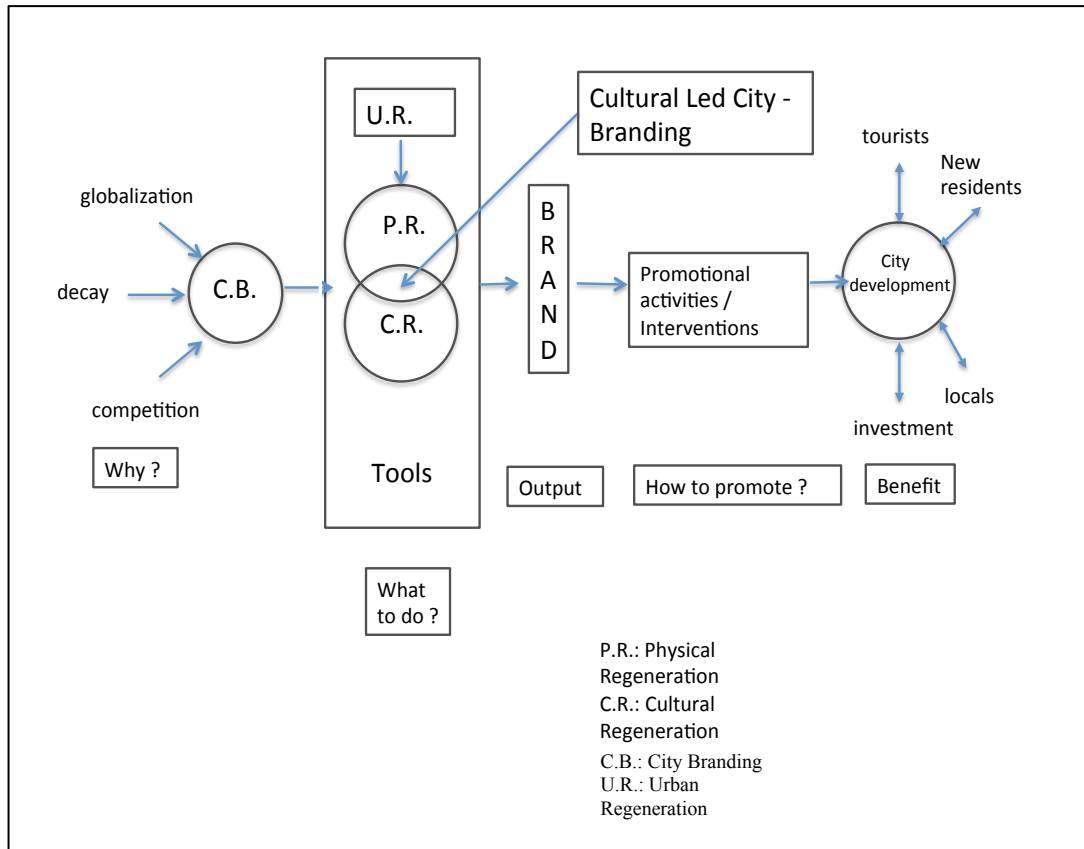 U.R.
Cultural Led City -
Branding
tourists
New
residents
globalization
P.R.
B
R
A
N
D
City
development
decay
C.B.
Promotional
activities /
Interventions
C.R.
competition
locals
investment
Why ?
Tools
Output
How to promote ?
Benefit
What
to do ?
P.R.: Physical
Regeneration
C.R.: Cultural
Regeneration
C.B.: City Branding
U.R.: Urban
Regeneration